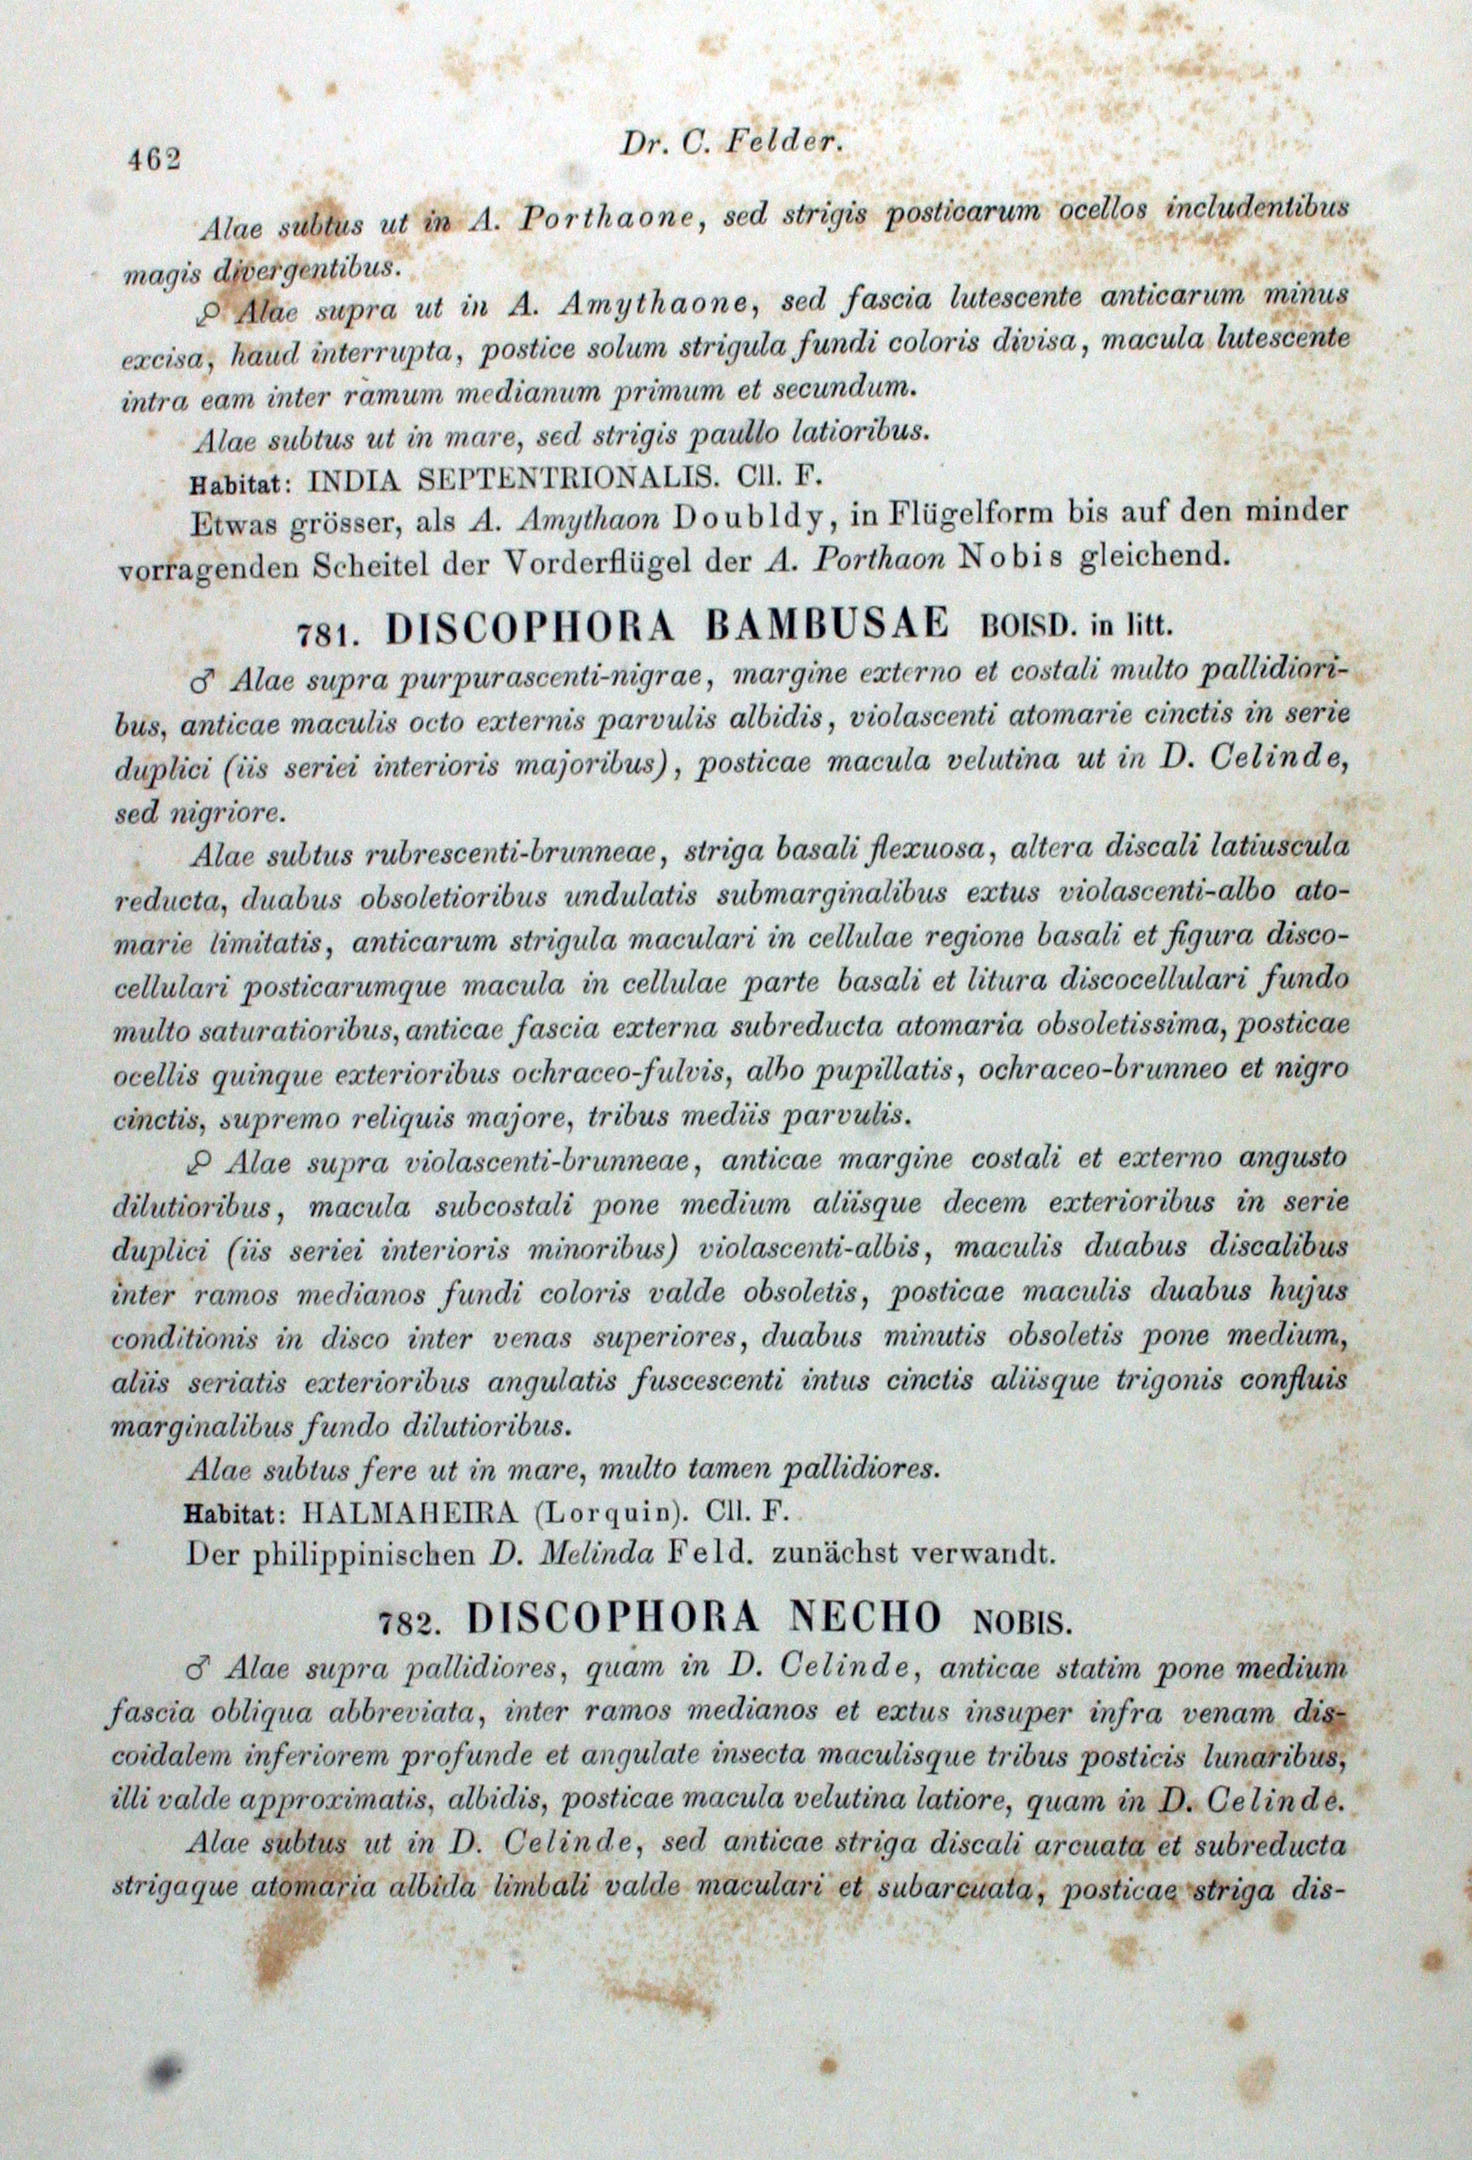 462
Dr. C. Felder.
Alae subtus ut in A. Porthaone, sed strigis posticarum ocellos includentibus
magis divergentibus.
♀ Alae supra ut in A. Amythaone, sed fascia lutescente anticarum minus
excisa, haud interrupta, postice solum strigula fundi coloris divisa, macula lutescente
intra eam inter ramum medianum primum et secundum.
Alae subtus ut in mare, sed strigis paullo latioribus.
Habitat: INDIA SEPTENTRIONALIS. Cll. F.
Etwas grösser, als A. Amythaon Doubldy, in Flügelform bis auf den minder
vorragenden Scheitel der Vorderflügel der A. Porthaon Nobis gleichend.
781. DISCOPHORA BAMBUSAE BOISD. in litt.
♂ Alae supra purpurascenti-nigrae, margine externo et costali multo pallidiori-
bus, anticae maculis octo externis parvulis albidis, violascenti atomarie cinctis in serie
duplici (iis seriei interioris majoribus), posticae macula velutina ut in D. Celinde,
sed nigriore.
Alae subtus rubrescenti-brunneae, striga basali flexuosa, altera discali latiuscula
reducta, duabus obsoletioribus undulatis submarginalibus extus violascenti-albo ato-
marie limitatis, anticarum strigula maculari in cellulae regione basali et figura disco-
cellulari posticarumque macula in cellulae parte basali et litura discocellulari fundo
multo saturatioribus, anticae fascia externa subreducta atomaria obsoletissima, posticae
ocellis quinque exterioribus ochraceo-fulvis, albo pupillatis, ochraceo-brunneo et nigro
cinctis, supremo reliquis majore, tribus mediis parvulis.
♀ Alae supra violascenti-brunneae, anticae margine costali et externo angusto
dilutioribus, macula subcostali pone medium aliisque decem exterioribus in serie
duplici (iis seriei interioris minoribus) violascenti-albis, maculis duabus discalibus
inter ramos medianos fundi coloris valde obsoletis, posticae maculis duabus hujus
conditionis in disco inter venas superiores, duabus minutis obsoletis pone medium,
aliis seriatis exterioribus angulatis fuscescenti intus cinctis aliisque trigonis confluis
marginalibus fundo dilutioribus.
Alae subtus fere ut in mare, multo tamen pallidiores.
Habitat: HALMAHEIRA (Lorquin). Cll. F.
Der philippinischen D. Melinda Feld. zunächst verwandt.
782. DISCOPHORA NECHO NOBIS.
♂ Alae supra pallidiores, quam in D. Celinde, anticae statim pone medium
fascia obliqua abbreviata, inter ramos medianos et extus insuper infra venam dis-
coidalem inferiorem profunde et angulate insecta maculisque tribus posticis lunaribus,
illi valde approximatis, albidis, posticae macula velutina latiore, quam in D. Celinde.
Alae subtus ut in D. Celinde, sed anticae striga discali arcuata et subreducta
strigaque atomaria albida limbali valde maculari et subarcuata, posticae striga dis-